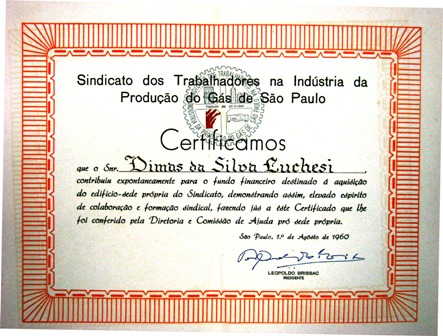 Sindicato dos Trabalhadores na Indústria da
Produção do Gás de São Paulo
Certificamos
que o Snr. Dimas da Silva Luchesi
contribuiu expontaneamente para o fundo financeiro destinado á aquisição
do edifício-sede própria do Sindicato, demonstrando assim, elevado espírito
de colaboração e formação sindical, fazendo jús a êste Certificado que lhe
foi conferido pela Diretoria e Comissão de Ajuda pró sede própria.
São Paulo, 1.º de Agosto de 1960
LEOPOLDO BRISSAC
PRESIDENTE